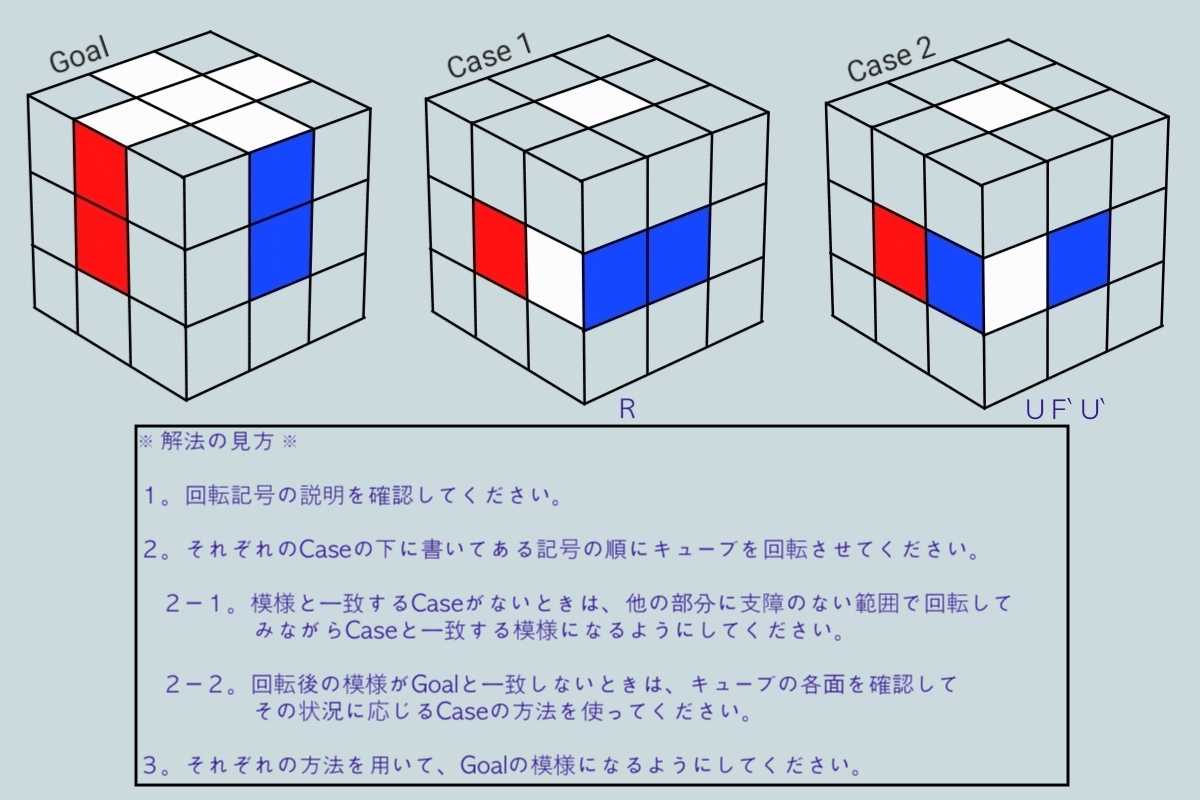 Goal
Case 1
Case 2
R
U F` U`
※ 解法の見方 ※
1。回転記号の説明を確認してください。
2。それぞれのCaseの下に書いてある記号の順にキューブを回転させてください。
2-1。模様と一致するCaseがないときは、他の部分に支障のない範囲で回転して
みながらCaseと一致する模様になるようにしてください。
2-2。回転後の模様がGoalと一致しないときは、キューブの各面を確認して
その状況に応じるCaseの方法を使ってください。
3。それぞれの方法を用いて、Goalの模様になるようにしてください。